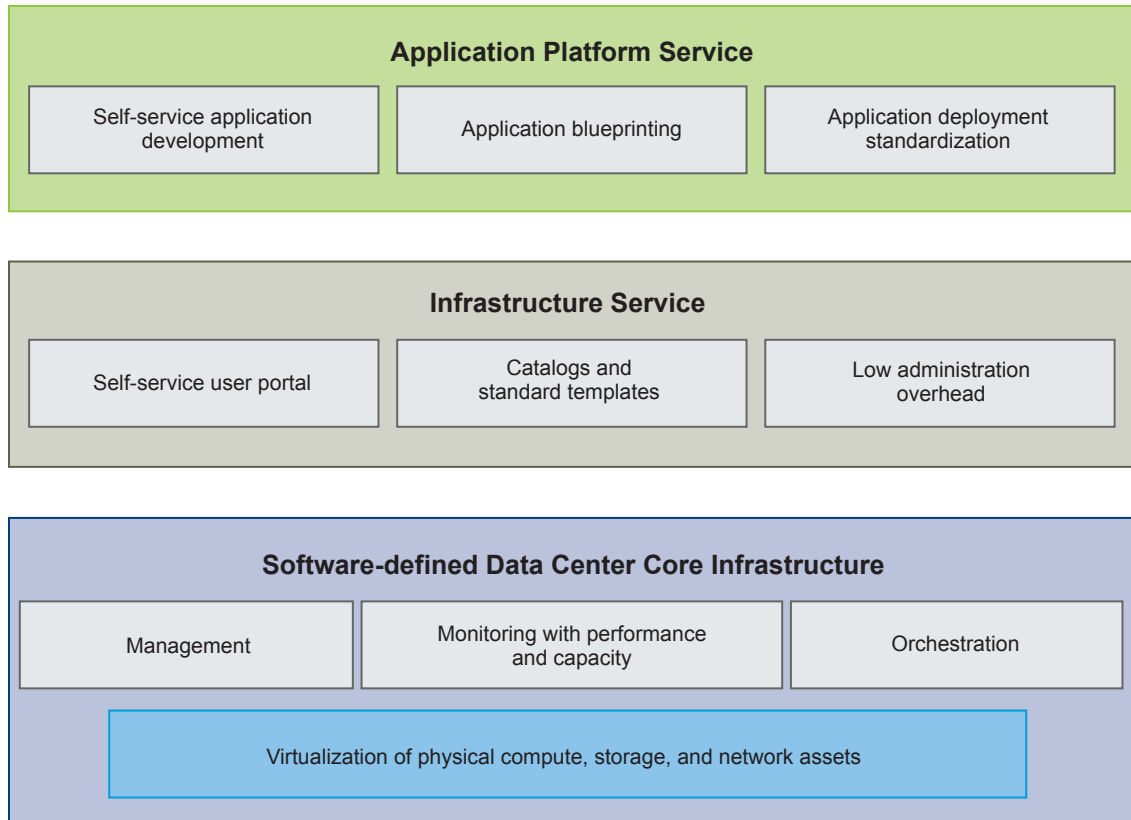 Application Platform Service
Self-service application
development
Application blueprinting
Application deployment
standardization
Infrastructure Service
Self-service user portal
Catalogs and
standard templates
Low administration
overhead
Software-defined Data Center Core Infrastructure
Management
Monitoring with performance
and capacity
Orchestration
Virtualization of physical compute, storage, and network assets